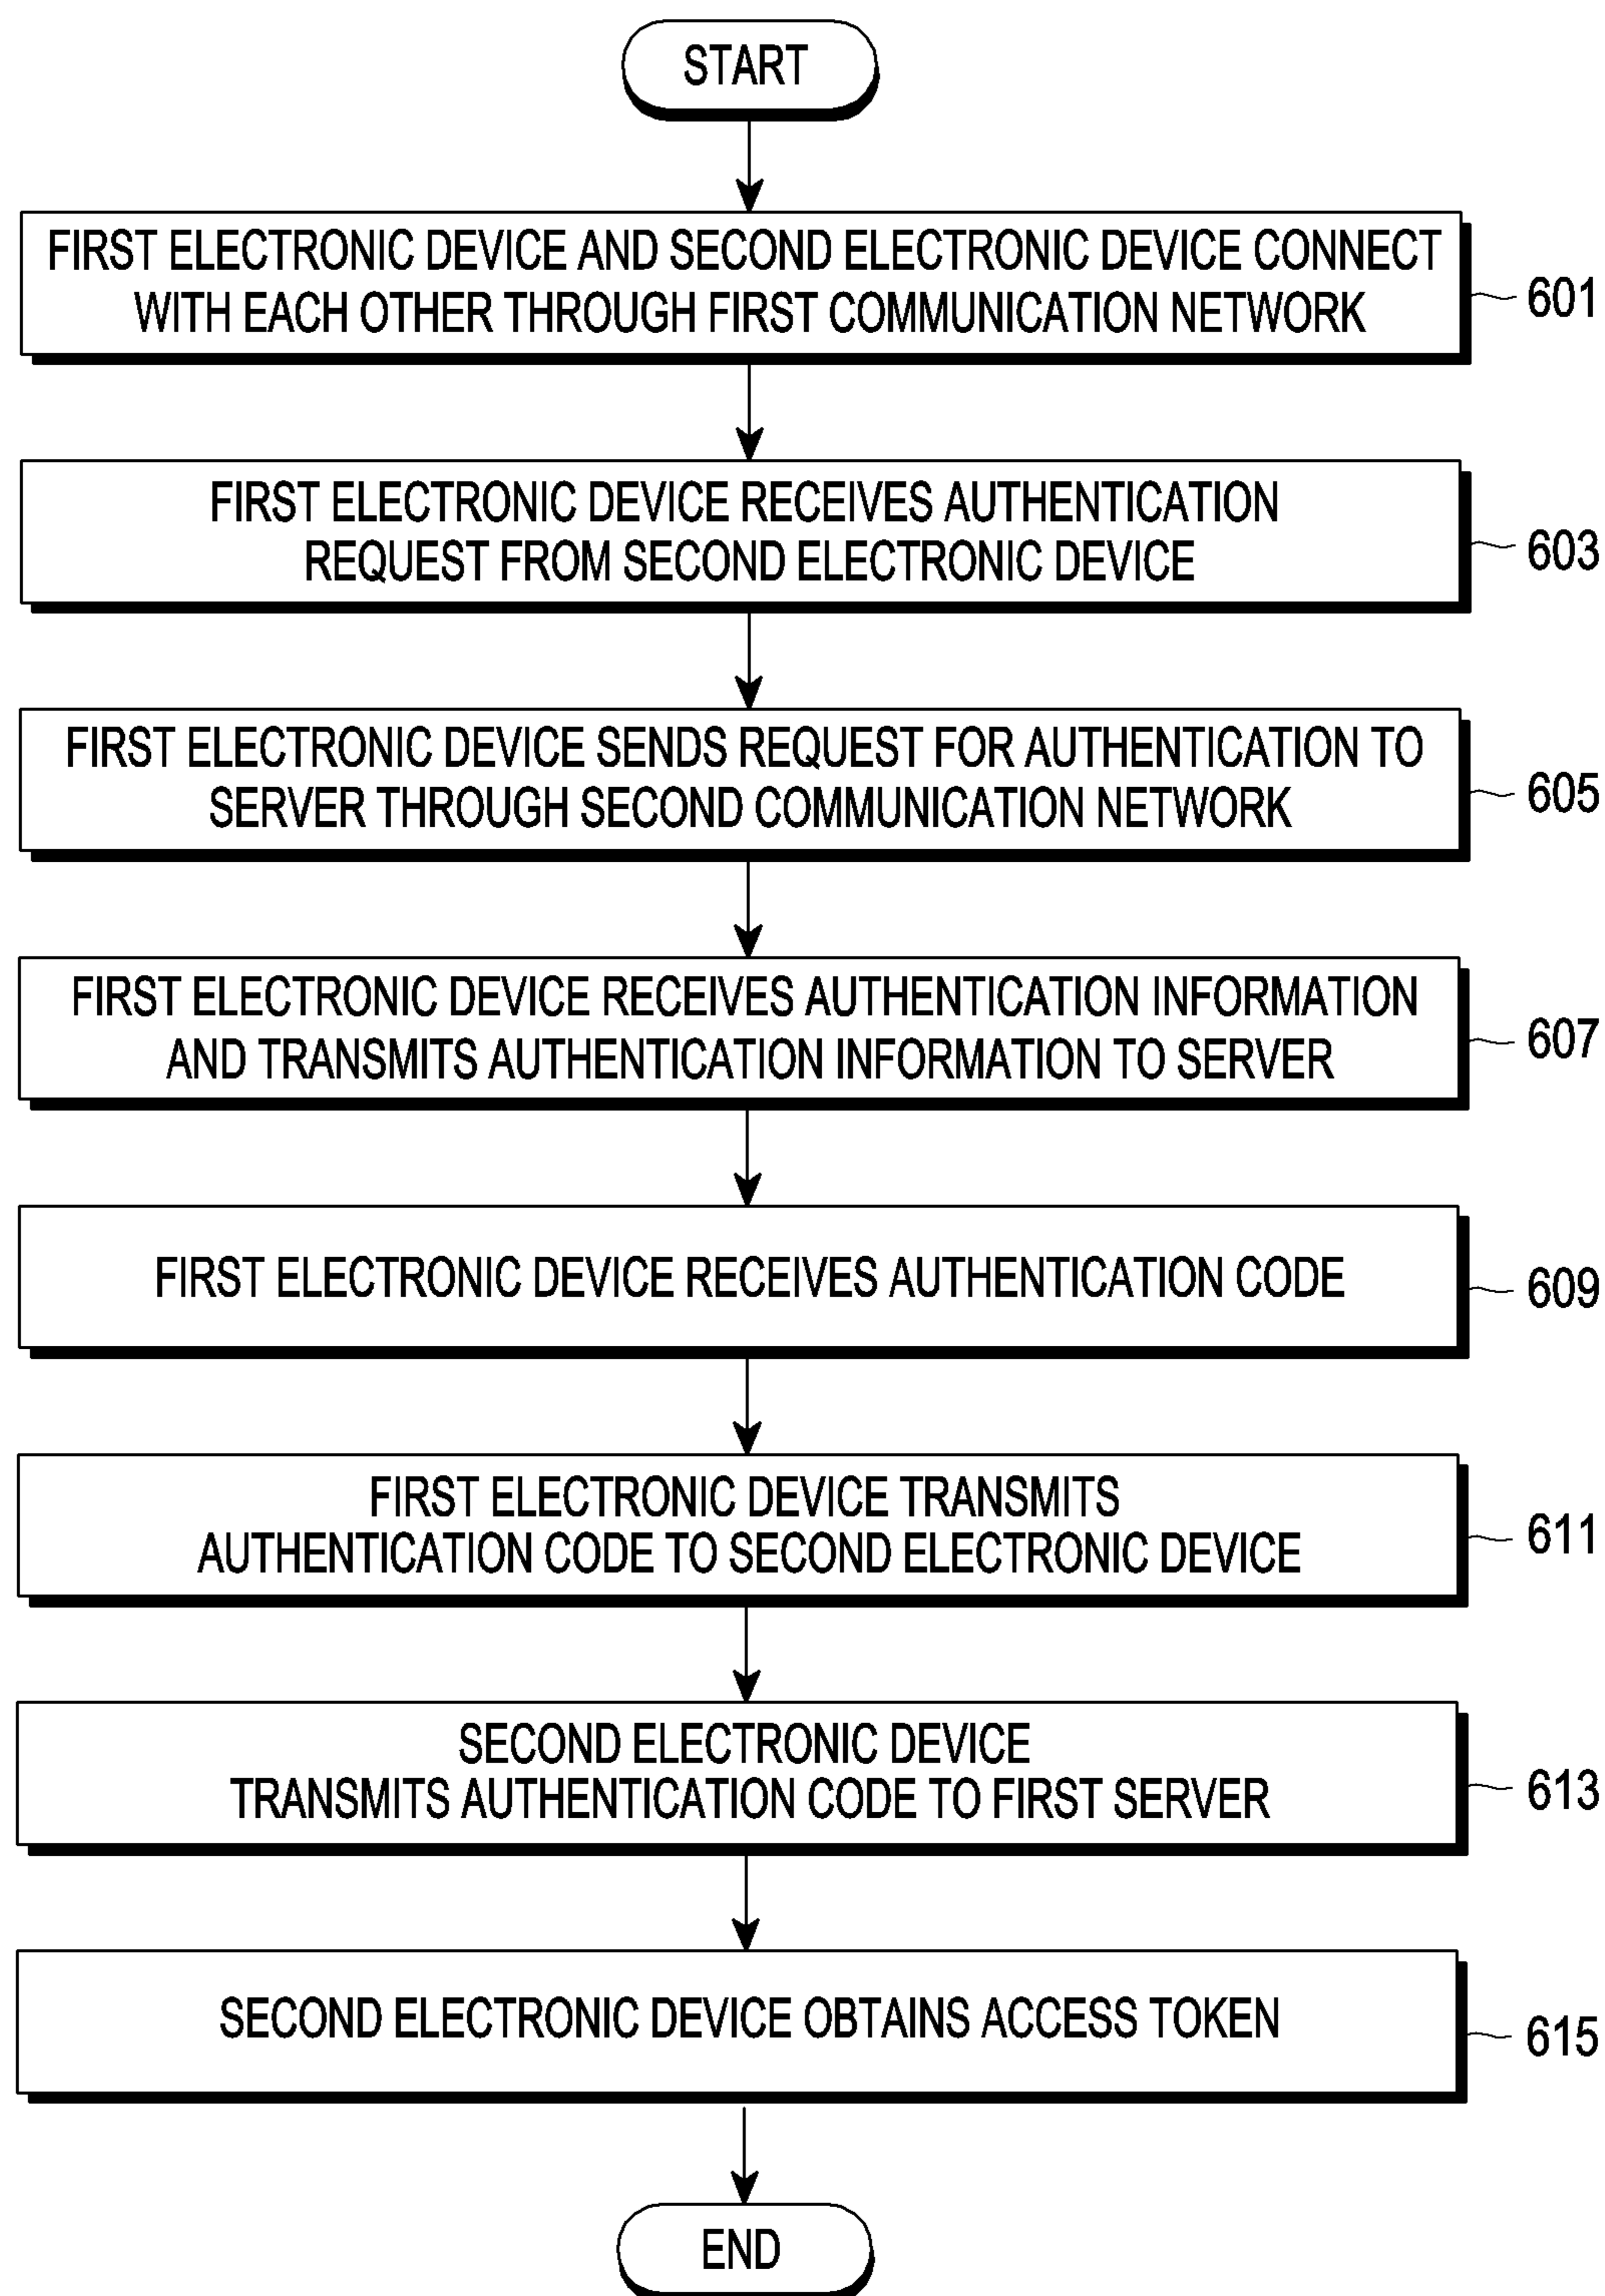 START
FIRST ELECTRONIC DEVICE AND SECOND ELECTRONIC DEVICE CONNECT
WITH EACH OTHER THROUGH FIRST COMMUNICATION NETWORK
601
FIRST ELECTRONIC DEVICE RECEIVES AUTHENTICATION
REQUEST FROM SECOND ELECTRONIC DEVICE
603
FIRST ELECTRONIC DEVICE SENDS REQUEST FOR AUTHENTICATION TO
SERVER THROUGH SECOND COMMUNICATION NETWORK
605
FIRST ELECTRONIC DEVICE RECEIVES AUTHENTICATION INFORMATION
AND TRANSMITS AUTHENTICATION INFORMATION TO SERVER
607
FIRST ELECTRONIC DEVICE RECEIVES AUTHENTICATION CODE
609
FIRST ELECTRONIC DEVICE TRANSMITS
AUTHENTICATION CODE TO SECOND ELECTRONIC DEVICE
611
SECOND ELECTRONIC DEVICE
TRANSMITS AUTHENTICATION CODE TO FIRST SERVER
613
SECOND ELECTRONIC DEVICE OBTAINS ACCESS TOKEN
615
END